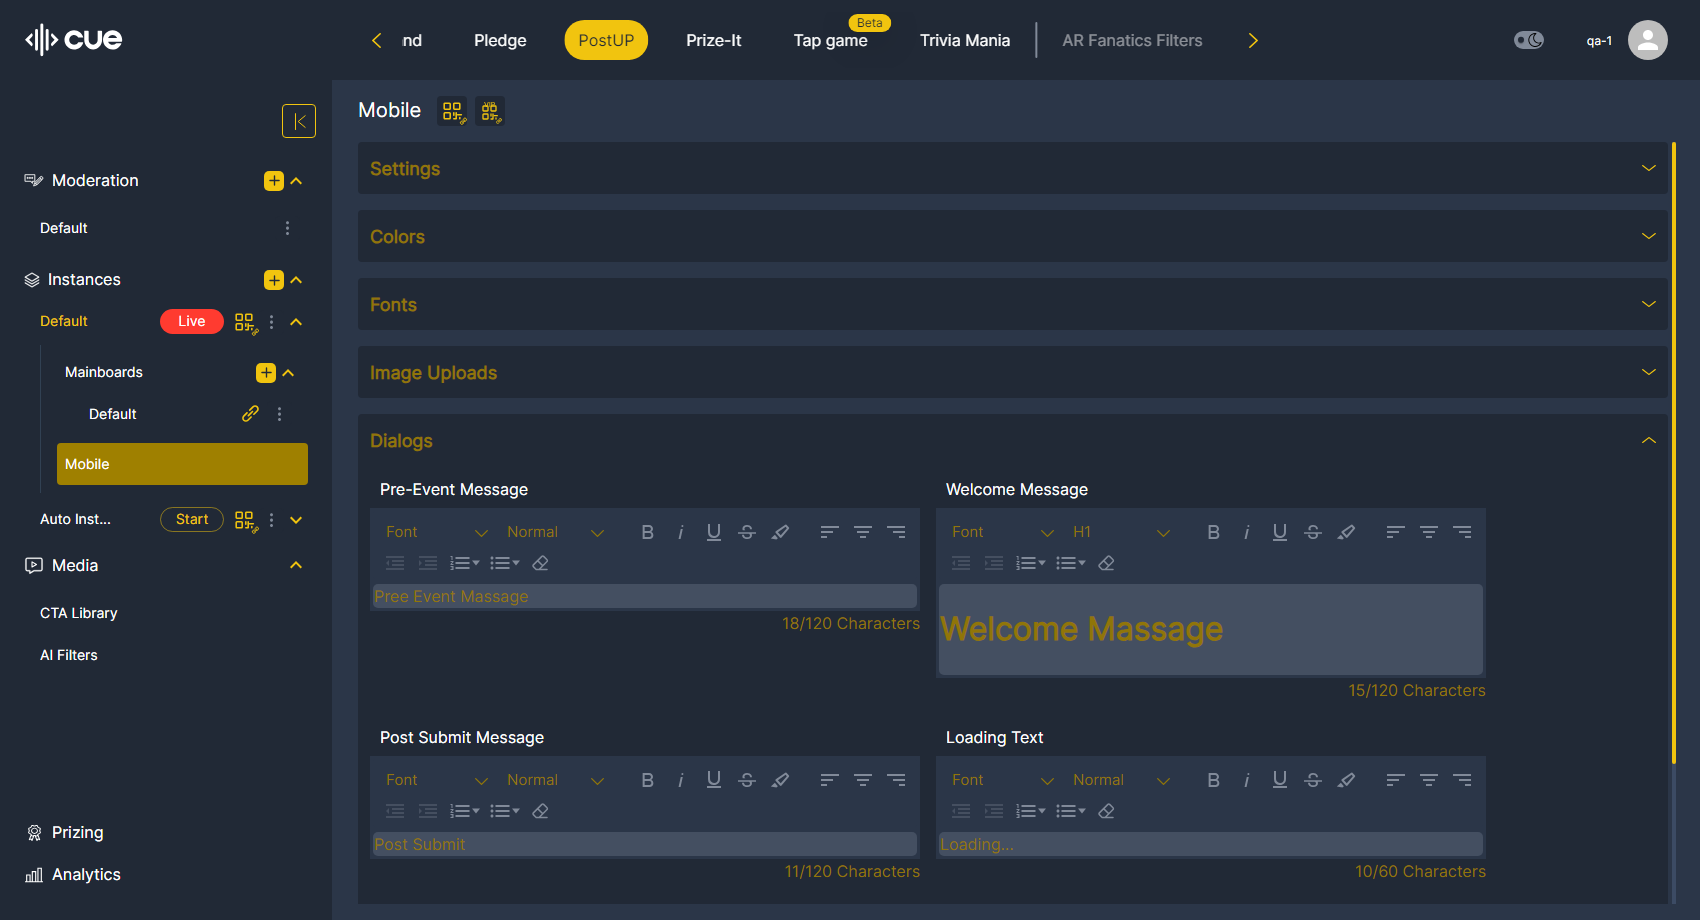 cue
nd
Pledge
PostUP
Prize-It
Tap game
Beta
Trivia Mania
AR Fanatics Filters
qa-1
Moderation
Default
Instances
Default
Live
Mainboards
Default
Mobile
Auto Inst...
Start
Media
CTA Library
AI Filters
Prizing
Analytics
Mobile
VIP
Settings
Colors
Fonts
Image Uploads
Dialogs
Pre-Event Message
Font
Normal
B
i
U
S
Pree Event Massage
18/120 Characters
Welcome Message
Font
H1
B
i
U
S
Welcome Massage
15/120 Characters
Post Submit Message
Font
Normal
B
i
U
S
Post Submit
11/120 Characters
Loading Text
Font
Normal
B
i
U
S
Loading...
10/60 Characters